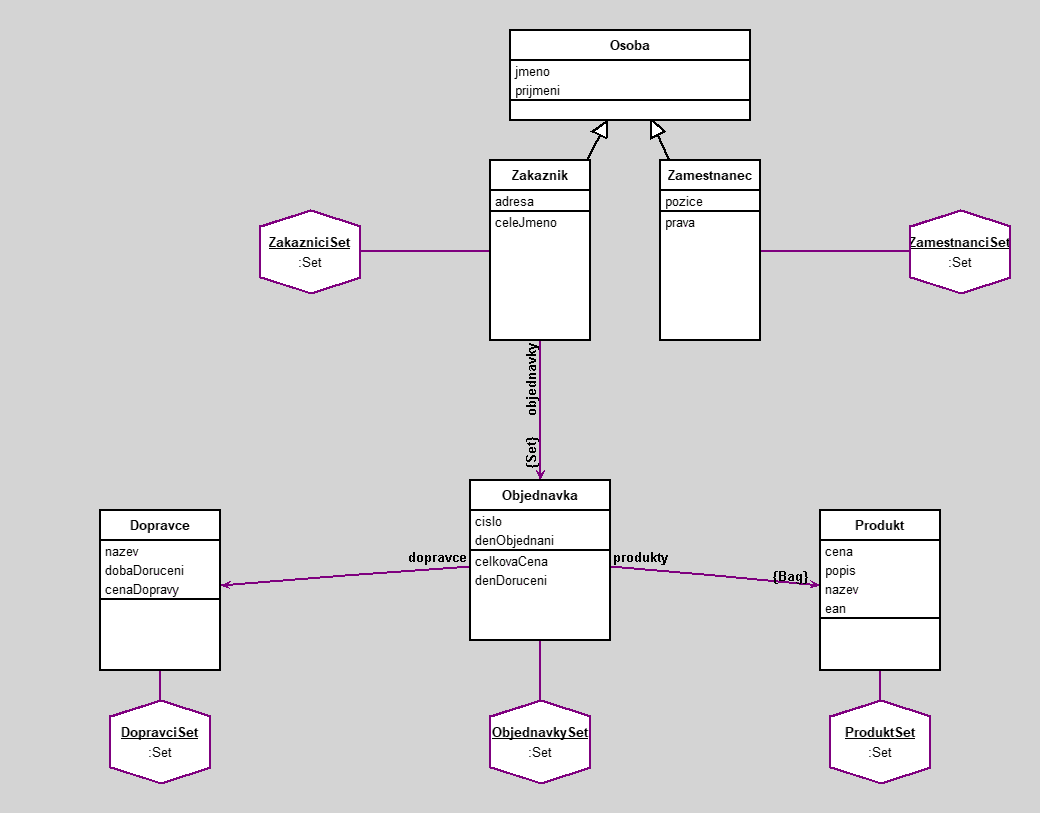 Osoba
jmeno
prijmeni
Zakaznik
adresa
celeJmeno
Zamestnanec
pozice
prava
ZakazniciSet
:Set
ZamestnanciSet
:Set
objednavky
{Set}
Objednavka
cislo
denObjednani
celkovaCena
denDoruceni
dopravce
produkty
{Bag}
Dopravce
nazev
dobaDoruceni
cenaDopravy
Produkt
cena
popis
nazev
ean
DopravciSet
:Set
ObjednavkySet
:Set
ProduktSet
:Set